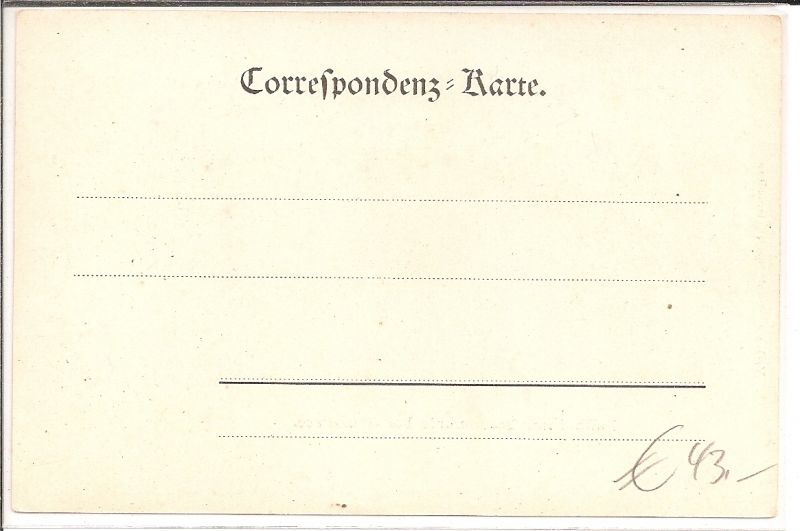 Correſpondenz-Karte.
€ 43,-